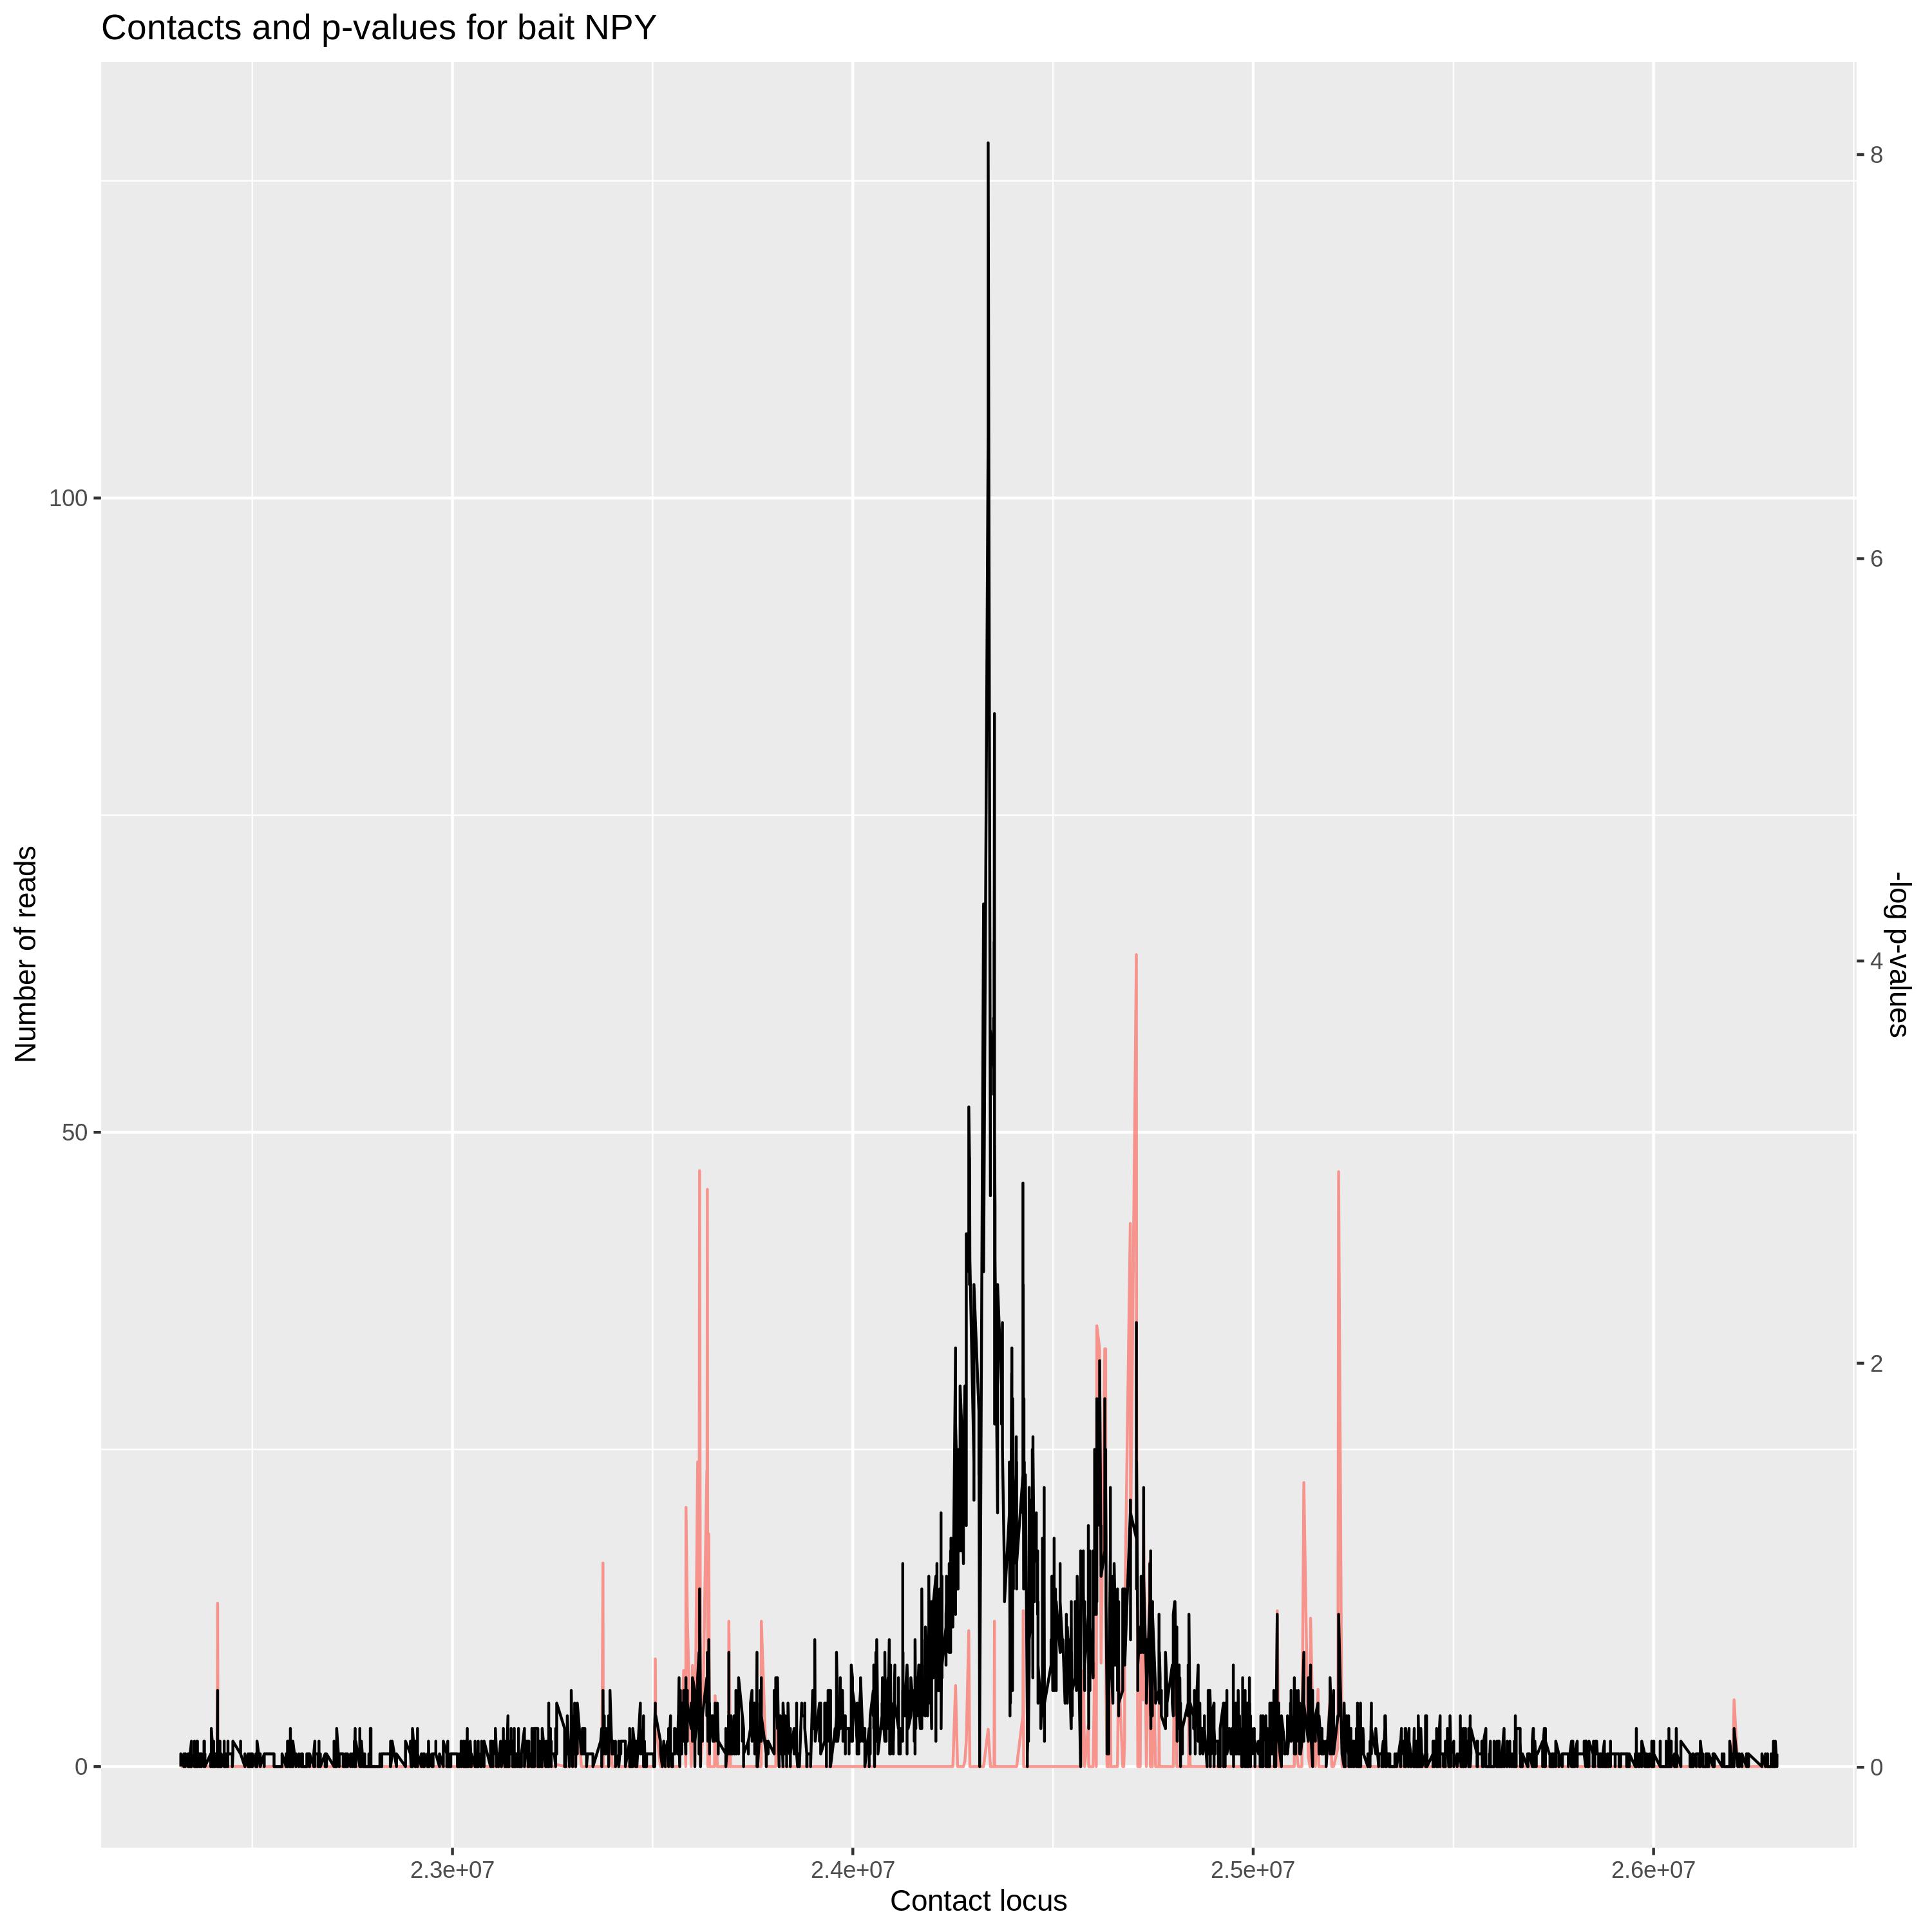 Contacts and p-values for bait NPY
Number of reads
100
50
0
8
6
4
2
0
-log p-values
2.3e+07
2.4e+07
2.5e+07
2.6e+07
Contact locus